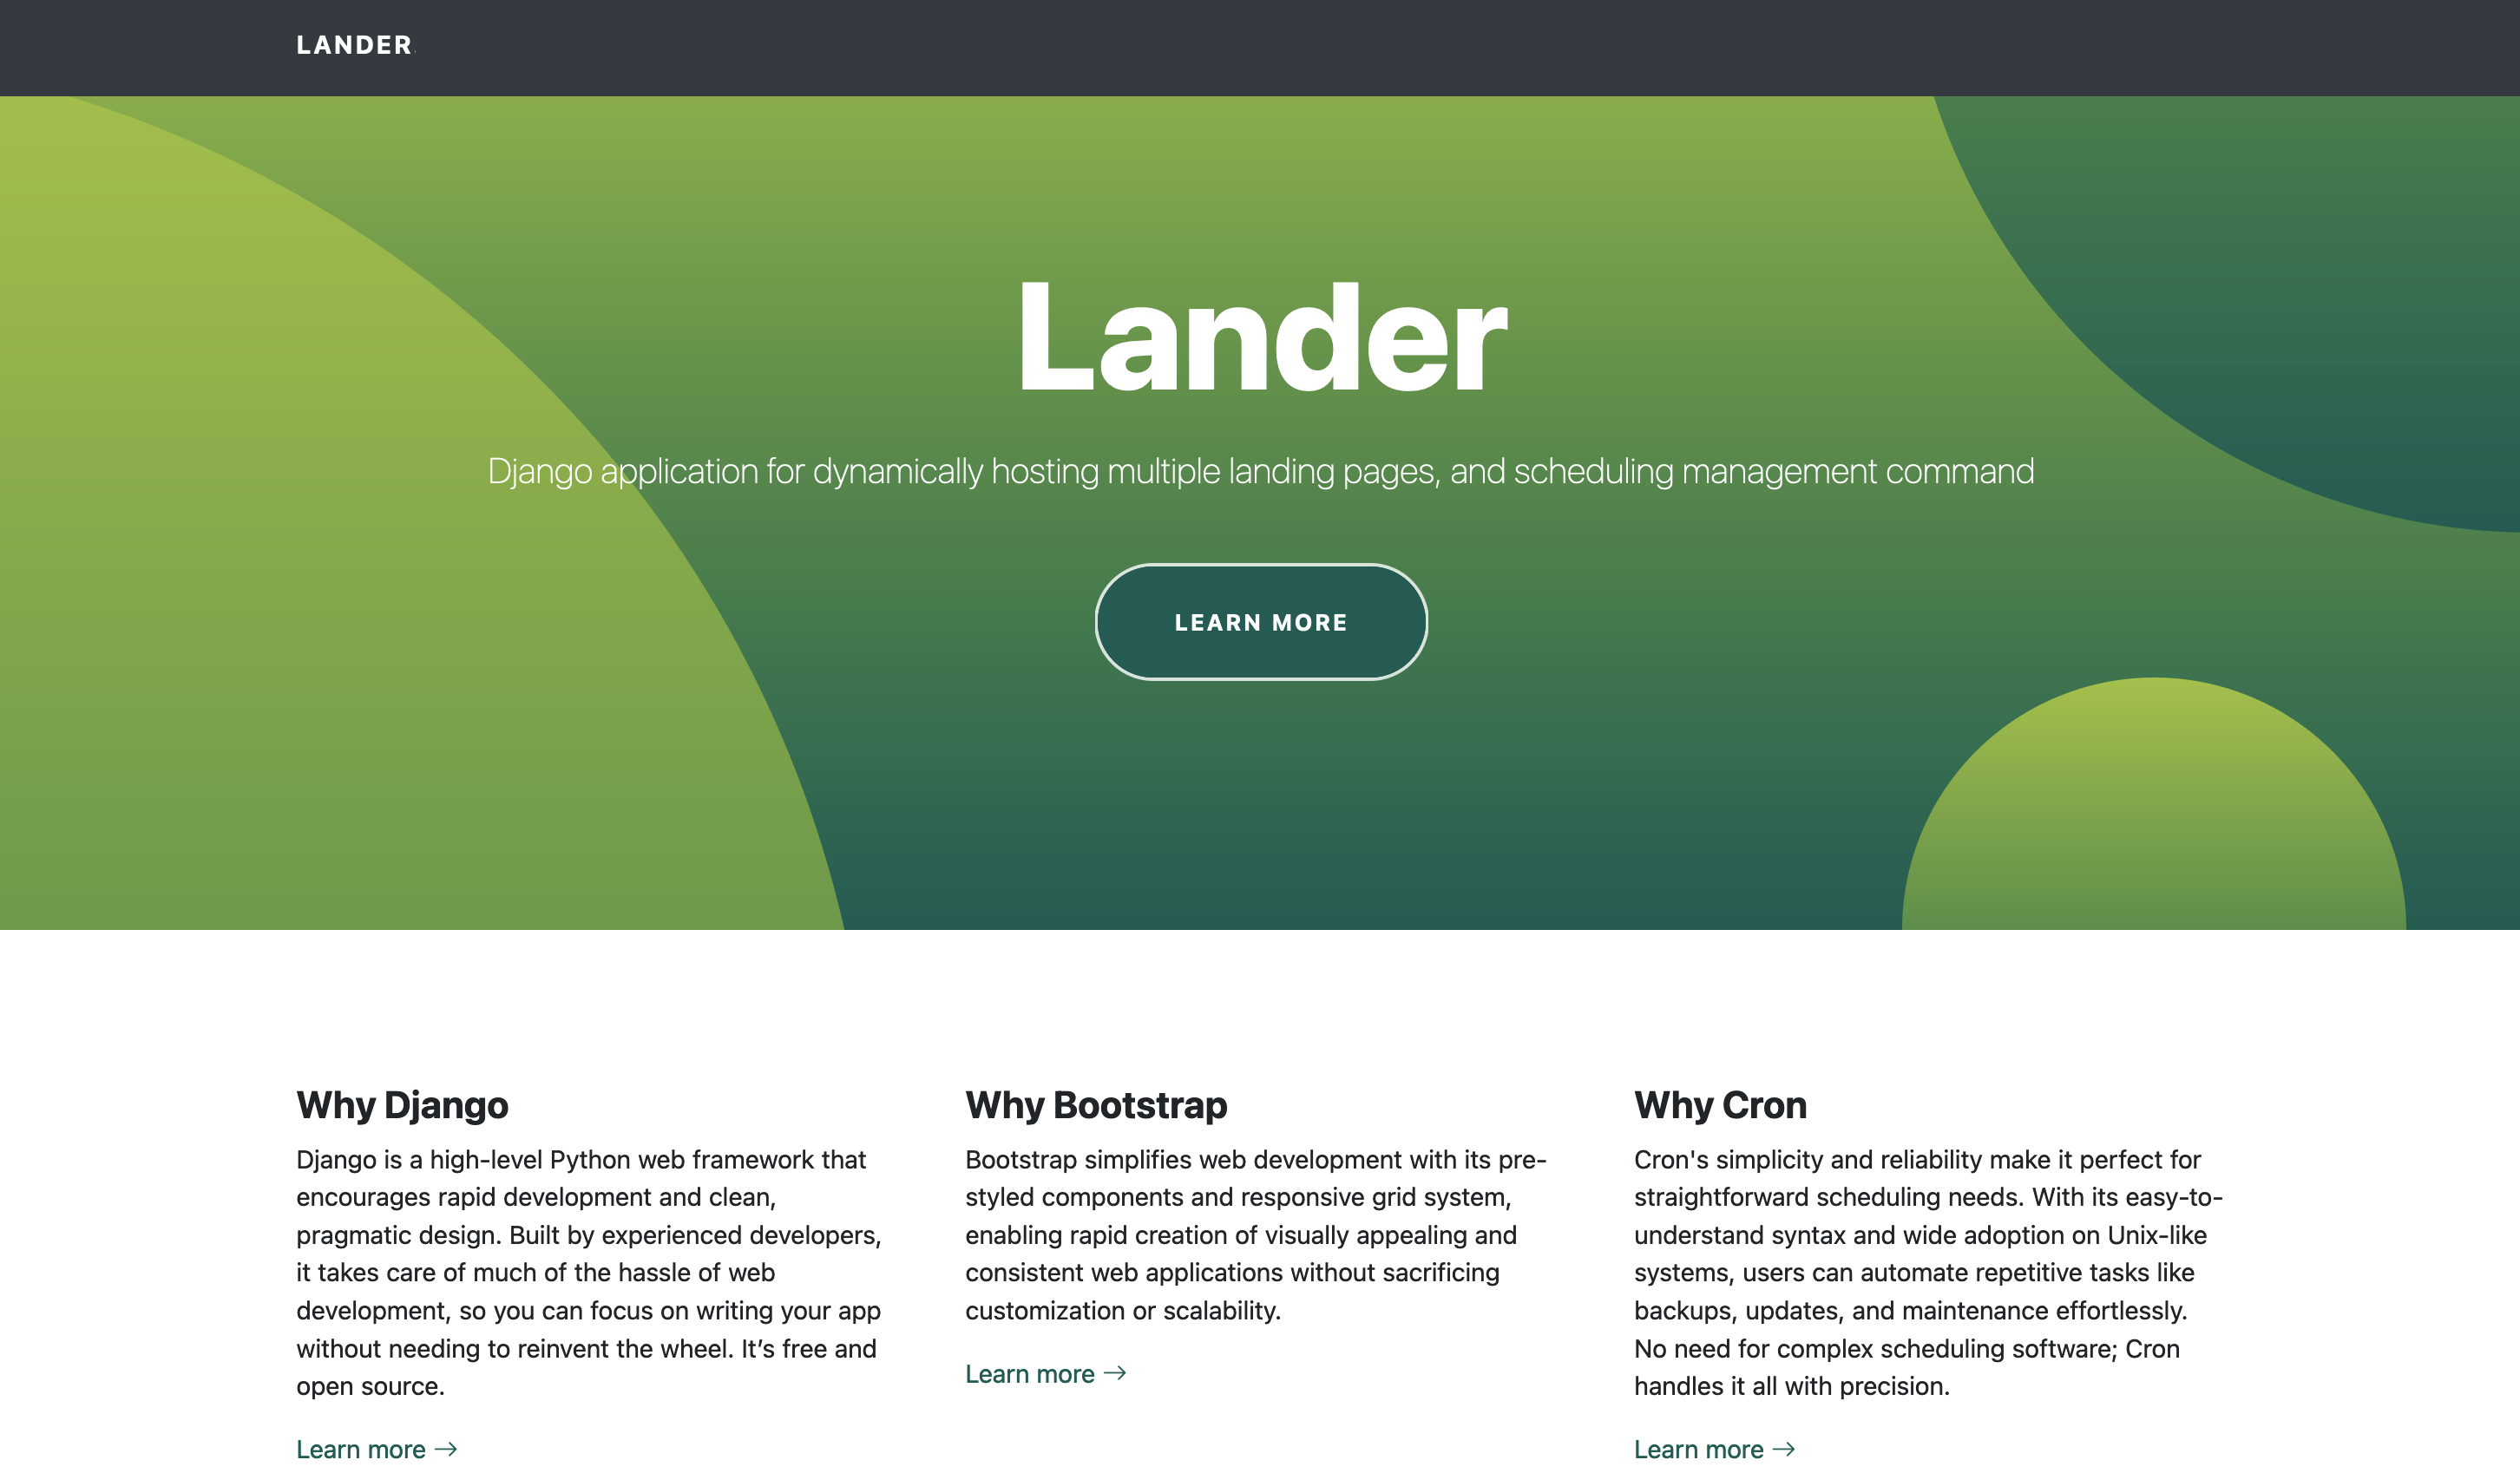 LANDER
Lander
Django application for dynamically hosting multiple landing pages, and scheduling management command
LEARN MORE
Why Django
Django is a high-level Python web framework that
encourages rapid development and clean,
pragmatic design. Built by experienced developers,
it takes care of much of the hassle of web
development, so you can focus on writing your app
without needing to reinvent the wheel. It’s free and
open source.
Learn more →
Why Bootstrap
Bootstrap simplifies web development with its pre-
styled components and responsive grid system,
enabling rapid creation of visually appealing and
consistent web applications without sacrificing
customization or scalability.
Learn more →
Why Cron
Cron's simplicity and reliability make it perfect for
straightforward scheduling needs. With its easy-to-
understand syntax and wide adoption on Unix-like
systems, users can automate repetitive tasks like
backups, updates, and maintenance effortlessly.
No need for complex scheduling software; Cron
handles it all with precision.
Learn more →